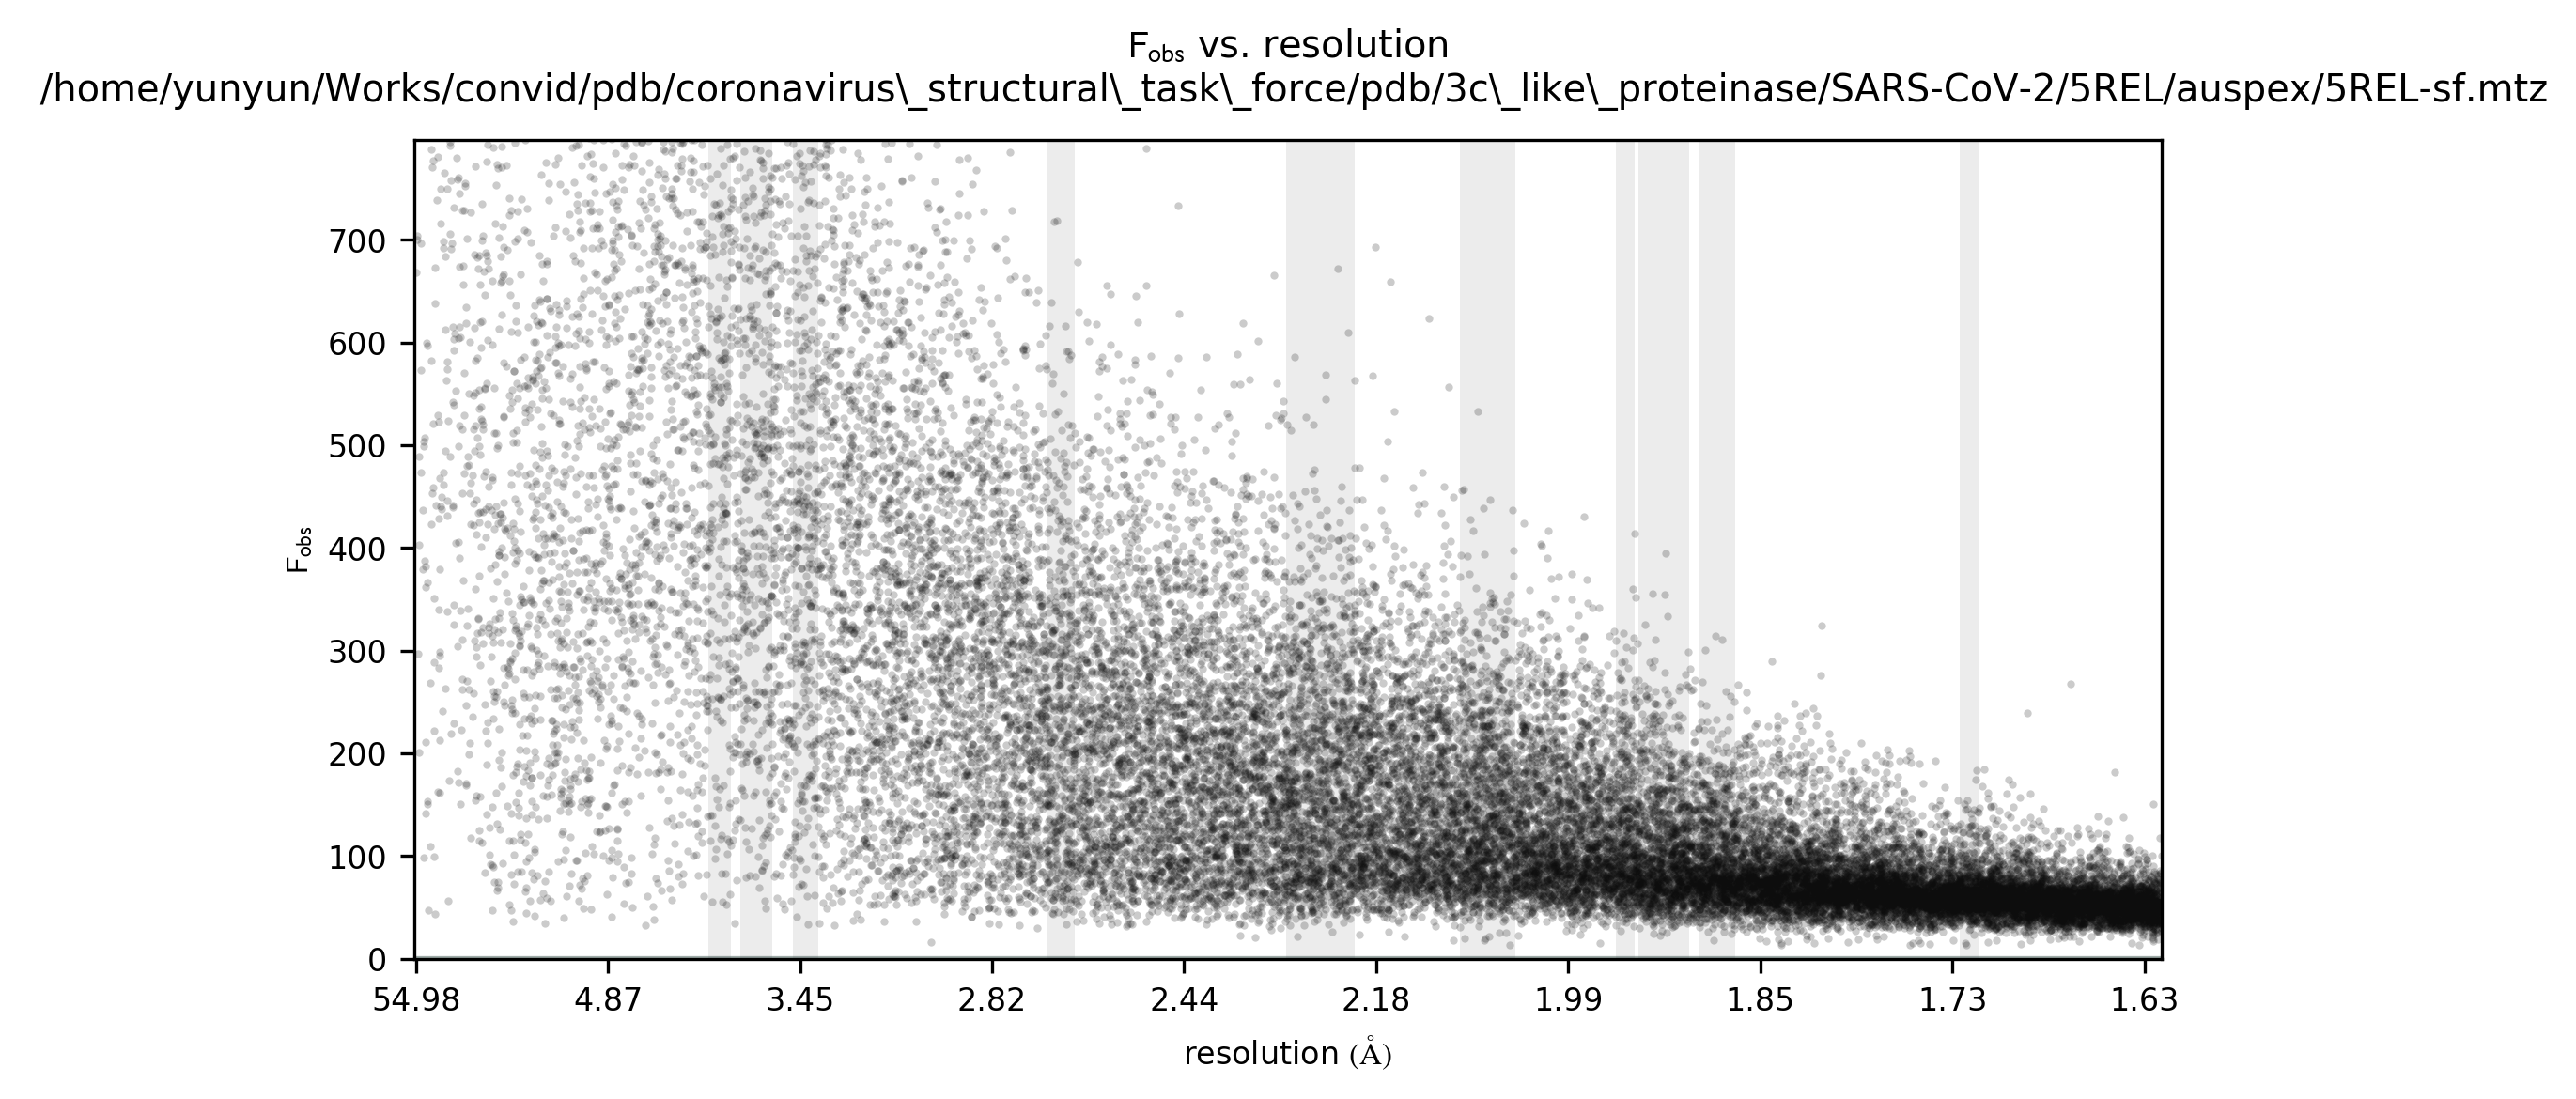 F_obs vs. resolution
/home/yunyun/Works/convid/pdb/coronavirus\_structural\_task\_force/pdb/3c\_like\_proteinase/SARS-CoV-2/5REL/auspex/5REL-sf.mtz
700
600
500
400
300
200
100
0
F_obs
54.98 4.87 3.45 2.82 2.44 2.18 1.99 1.85 1.73 1.63
resolution (Å)